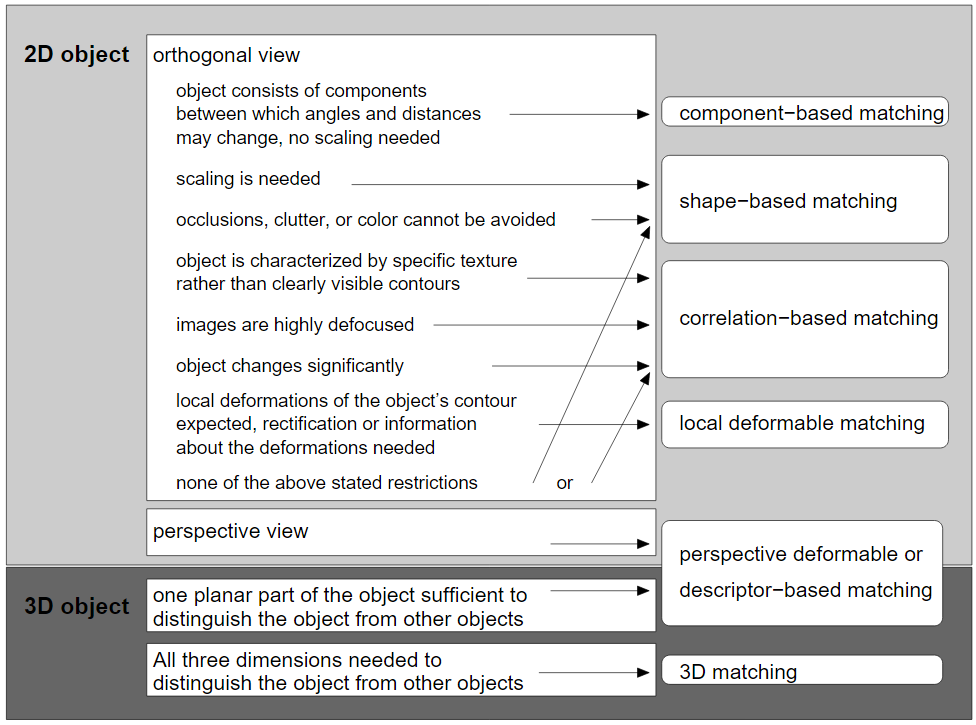 2D object
orthogonal view
object consists of components
between which angles and distances
may change, no scaling needed
component−based matching
scaling is needed
shape−based matching
occlusions, clutter, or color cannot be avoided
object is characterized by specific texture
rather than clearly visible contours
correlation−based matching
images are highly defocused
object changes significantly
local deformations of the object's contour
expected, rectification or information
about the deformations needed
local deformable matching
none of the above stated restrictions
or
perspective view
perspective deformable or
descriptor−based matching
3D object
one planar part of the object sufficient to
distinguish the object from other objects
All three dimensions needed to
distinguish the object from other objects
3D matching